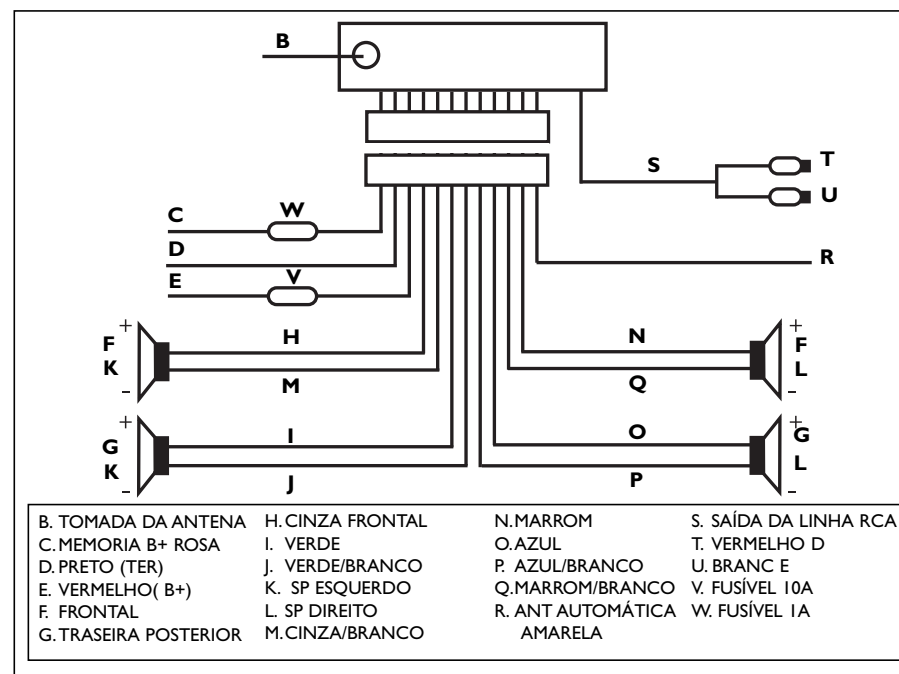 B
S
T
U
C
W
D
R
E
V
+
F
K
-
H
M
N
Q
+
F
L
-
+
G
K
-
I
J
O
P
+
G
L
-
B. TOMADA DA ANTENA
C. MEMORIA B+ ROSA
D. PRETO (TER)
E. VERMELHO( B+)
F. FRONTAL
G. TRASEIRA POSTERIOR
H. CINZA FRONTAL
I. VERDE
J. VERDE/BRANCO
K. SP ESQUERDO
L. SP DIREITO
M. CINZA/BRANCO
N. MARROM
O. AZUL
P. AZUL/BRANCO
Q. MARROM/BRANCO
R. ANT AUTOMÁTICA
AMARELA
S. SAÍDA DA LINHA RCA
T. VERMELHO D
U. BRANC E
V. FUSÍVEL 10A
W. FUSÍVEL 1A